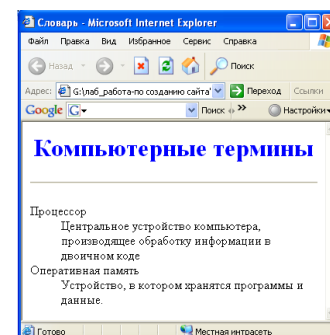 Словарь - Microsoft Internet Explorer
Файл Правка Вид Избранное Сервис Справка
Назад Поиск
Адрес: G:\лаб_работа-по созданию сайта' Переход Ссылки
Google G Поиск » Настройки
Компьютерные термины
Процессор
Центральное устройство компьютера,
производящее обработку информации в
двоичном коде
Оперативная память
Устройство, в котором хранятся программы и
данные.
Готово Местная интрасеть